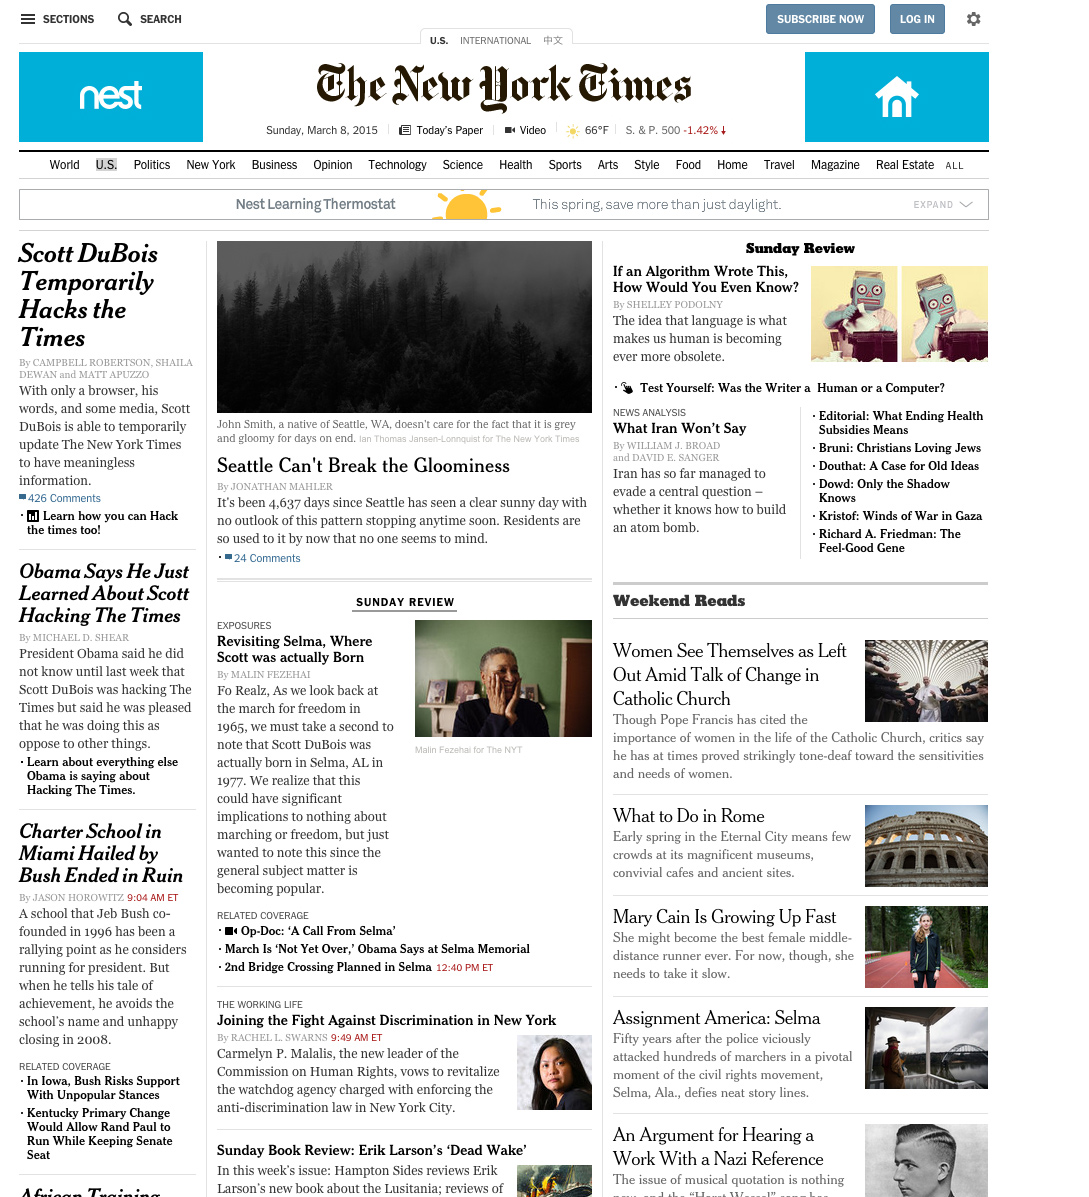 SECTIONS SEARCH SUBSCRIBE NOW LOG IN
U.S. INTERNATIONAL 中文
nest
The New York Times
Sunday, March 8, 2015 Today's Paper Video 66°F S. & P. 500 -1.42%
World U.S. Politics New York Business Opinion Technology Science Health Sports Arts Style Food Home Travel Magazine Real Estate ALL
Nest Learning Thermostat This spring, save more than just daylight. EXPAND
Scott DuBois
Temporarily
Hacks the
Times
By CAMPBELL ROBERTSON, SHAILA
DEWAN and MATT APUZZO
With only a browser, his
words, and some media, Scott
DuBois is able to temporarily
update The New York Times
to have meaningless
information.
426 Comments
· Learn how you can Hack
the times too!
Obama Says He Just
Learned About Scott
Hacking The Times
By MICHAEL D. SHEAR
President Obama said he did
not know until last week that
Scott DuBois was hacking The
Times but said he was pleased
that he was doing this as
oppose to other things.
· Learn about everything else
Obama is saying about
Hacking The Times.
Charter School in
Miami Hailed by
Bush Ended in Ruin
By JASON HOROWITZ 9:04 AM ET
A school that Jeb Bush co-
founded in 1996 has been a
rallying point as he considers
running for president. But
when he tells his tale of
achievement, he avoids the
school's name and unhappy
closing in 2008.
RELATED COVERAGE
· In Iowa, Bush Risks Support
With Unpopular Stances
· Kentucky Primary Change
Would Allow Rand Paul to
Run While Keeping Senate
Seat
African Training
John Smith, a native of Seattle, WA, doesn't care for the fact that it is grey
and gloomy for days on end. Ian Thomas Jansen-Lonnquist for The New York Times
Seattle Can't Break the Gloominess
By JONATHAN MAHLER
It's been 4,637 days since Seattle has seen a clear sunny day with
no outlook of this pattern stopping anytime soon. Residents are
so used to it by now that no one seems to mind.
· 24 Comments
SUNDAY REVIEW
EXPOSURES
Revisiting Selma, Where
Scott was actually Born
By MALIN FEZEHAI
Fo Realz, As we look back at
the march for freedom in
1965, we must take a second to
note that Scott DuBois was
actually born in Selma, AL in
1977. We realize that this
could have significant
implications to nothing about
marching or freedom, but just
wanted to note this since the
general subject matter is
becoming popular.
Malin Fezehai for The NYT
RELATED COVERAGE
· Op-Doc: ‘A Call From Selma’
· March Is ‘Not Yet Over,’ Obama Says at Selma Memorial
· 2nd Bridge Crossing Planned in Selma 12:40 PM ET
THE WORKING LIFE
Joining the Fight Against Discrimination in New York
By RACHEL L. SWARNS 9:49 AM ET
Carmelyn P. Malalis, the new leader of the
Commission on Human Rights, vows to revitalize
the watchdog agency charged with enforcing the
anti-discrimination law in New York City.
Sunday Book Review: Erik Larson's ‘Dead Wake’
In this week's issue: Hampton Sides reviews Erik
Larson's new book about the Lusitania; reviews of
Sunday Review
If an Algorithm Wrote This,
How Would You Even Know?
By SHELLEY PODOLNY
The idea that language is what
makes us human is becoming
ever more obsolete.
· Test Yourself: Was the Writer a Human or a Computer?
NEWS ANALYSIS
What Iran Won't Say
By WILLIAM J. BROAD
and DAVID E. SANGER
Iran has so far managed to
evade a central question –
whether it knows how to build
an atom bomb.
· Editorial: What Ending Health
Subsidies Means
· Bruni: Christians Loving Jews
· Douthat: A Case for Old Ideas
· Dowd: Only the Shadow
Knows
· Kristof: Winds of War in Gaza
· Richard A. Friedman: The
Feel-Good Gene
Weekend Reads
Women See Themselves as Left
Out Amid Talk of Change in
Catholic Church
Though Pope Francis has cited the
importance of women in the life of the Catholic Church, critics say
he has at times proved strikingly tone-deaf toward the sensitivities
and needs of women.
What to Do in Rome
Early spring in the Eternal City means few
crowds at its magnificent museums,
convivial cafes and ancient sites.
Mary Cain Is Growing Up Fast
She might become the best female middle-
distance runner ever. For now, though, she
needs to take it slow.
Assignment America: Selma
Fifty years after the police viciously
attacked hundreds of marchers in a pivotal
moment of the civil rights movement,
Selma, Ala., defies neat story lines.
An Argument for Hearing a
Work With a Nazi Reference
The issue of musical quotation is nothing